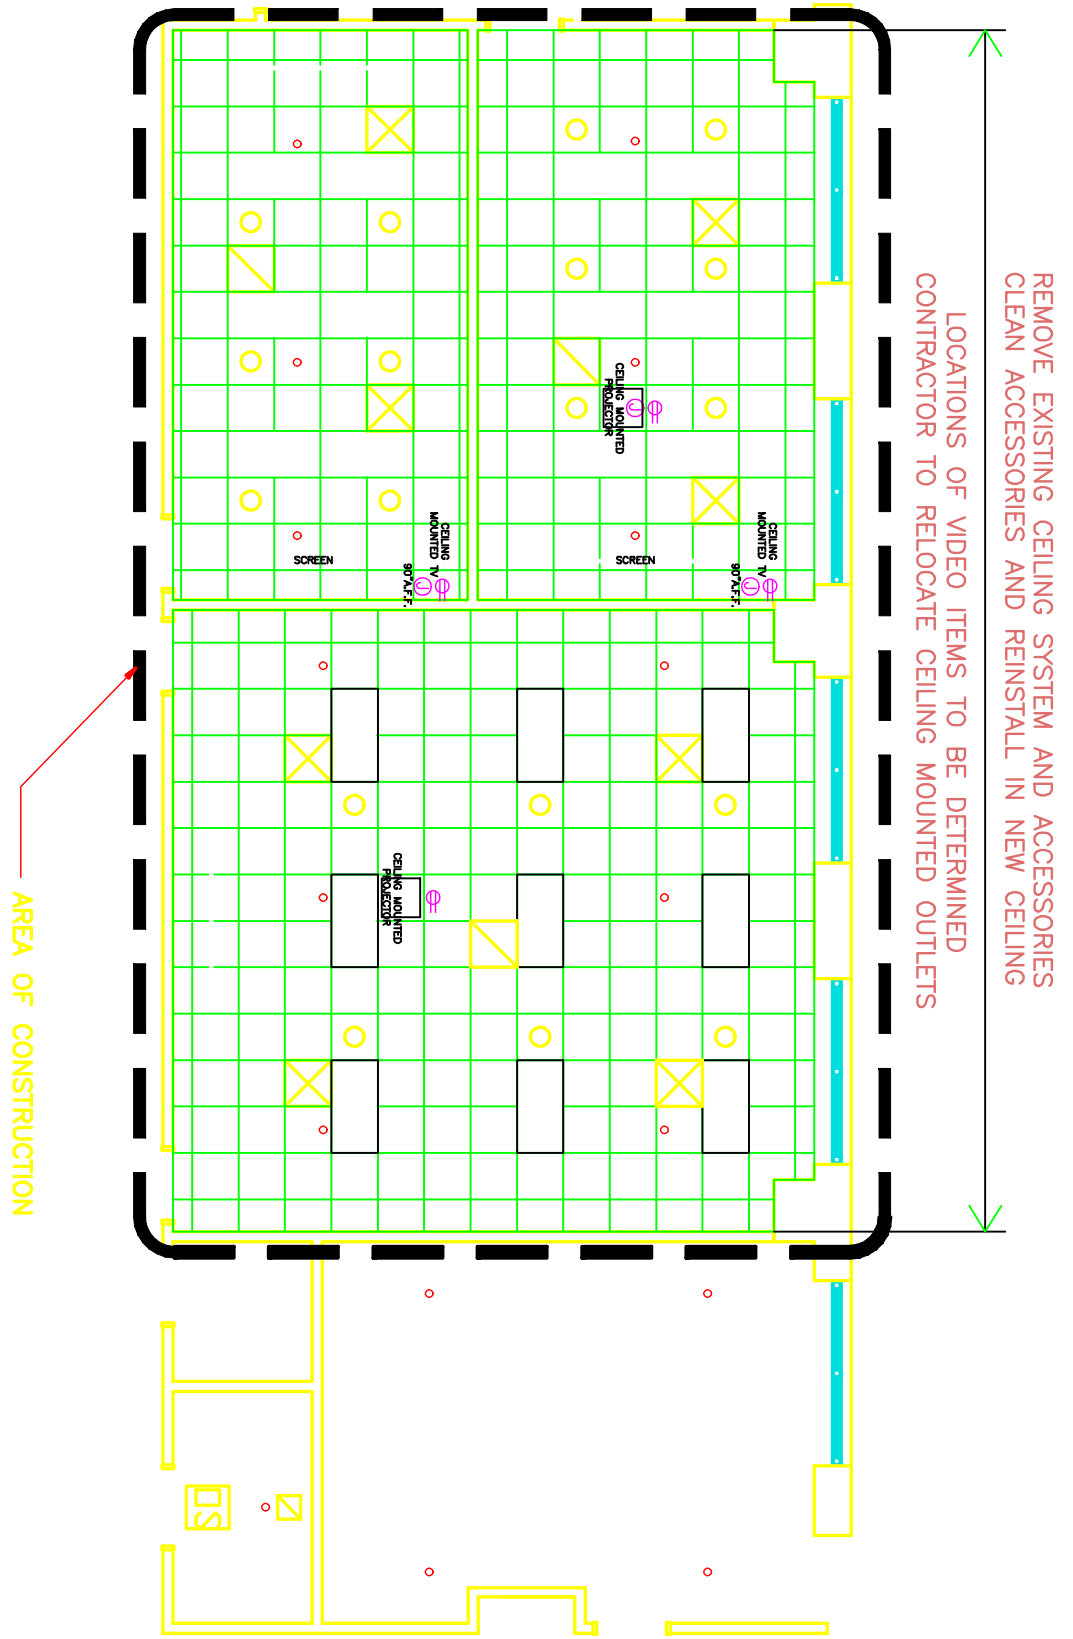 REMOVE EXISTING CEILING SYSTEM AND ACCESSORIES
CLEAN ACCESSORIES AND REINSTALL IN NEW CEILING
LOCATIONS OF VIDEO ITEMS TO BE DETERMINED
CONTRACTOR TO RELOCATE CEILING MOUNTED OUTLETS
CEILING
MOUNTED TV
90"A.F.F.
J
SCREEN
CEILING MOUNTED
PROJECTOR
J
CEILING
MOUNTED TV
90"A.F.F.
J
SCREEN
CEILING MOUNTED
PROJECTOR
AREA OF CONSTRUCTION